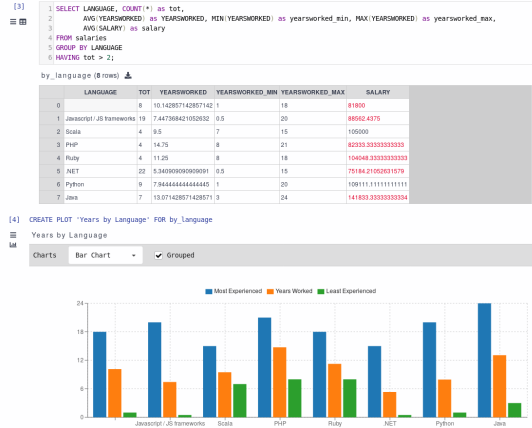 [3]
1 SELECT LANGUAGE, COUNT(*) as tot,
2 AVG(YEARSWORKED) as YEARSWORKED, MIN(YEARSWORKED) as yearsworked_min, MAX(YEARSWORKED) as yearsworked_max,
3 AVG(SALARY) as salary
4 FROM salaries
5 GROUP BY LANGUAGE
6 HAVING tot > 2;
by_language (8 rows)
LANGUAGE TOT YEARSWORKED YEARSWORKED_MIN YEARSWORKED_MAX SALARY
0 8 10.142857142857142 1 18 81800
1 Javascript / JS frameworks 19 7.447368421052632 0.5 20 88562.4375
2 Scala 4 9.5 7 15 105000
3 PHP 4 14.75 8 21 82333.33333333333
4 Ruby 4 11.25 8 18 104048.33333333333
5 .NET 22 5.340909090909091 0.5 15 75184.21052631579
6 Python 9 7.944444444444445 1 20 109111.11111111111
7 Java 7 13.071428571428571 3 24 141833.33333333334
[4] CREATE PLOT 'Years by Language' FOR by_language
Years by Language
Charts Bar Chart Grouped
Most Experienced Years Worked Least Experienced
24
18
12
6
0
Javascript / JS frameworks Scala PHP Ruby .NET Python Java